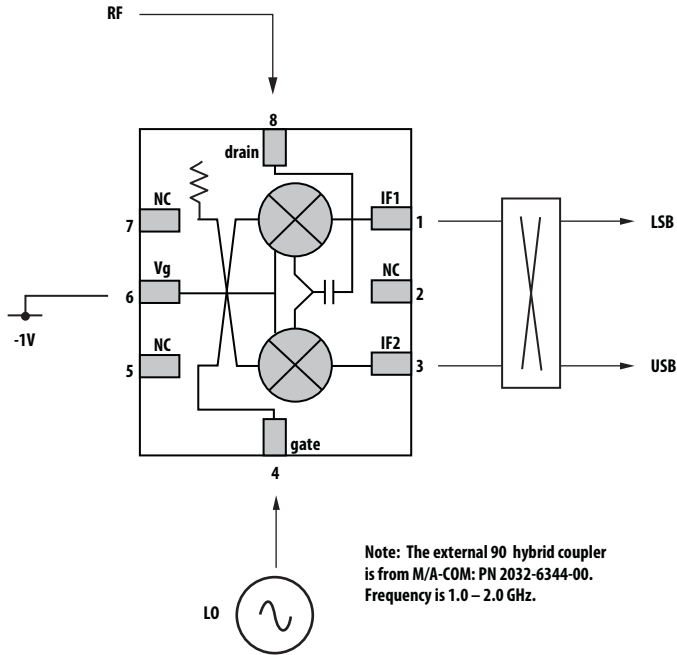 RF
8
drain
NC
7
IF1
1
LSB
Vg
6
NC
2
-1V
NC
5
IF2
3
USB
gate
4
LO
Note: The external 90 hybrid coupler
is from M/A-COM: PN 2032-6344-00.
Frequency is 1.0 – 2.0 GHz.